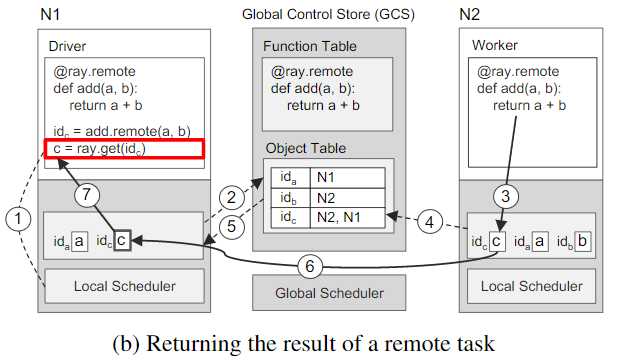 N1
Global Control Store (GCS)
N2
Driver
@ray.remote
def add(a, b):
return a + b
id_c = add.remote(a, b)
c = ray.get(id_c)
Function Table
@ray.remote
def add(a, b):
return a + b
Worker
@ray.remote
def add(a, b):
return a + b
Object Table
id_a N1
id_b N2
id_c N2, N1
1
2
3
4
5
6
7
id_a a id_c c
id_c c id_a a id_b b
Local Scheduler
Global Scheduler
Local Scheduler
(b) Returning the result of a remote task